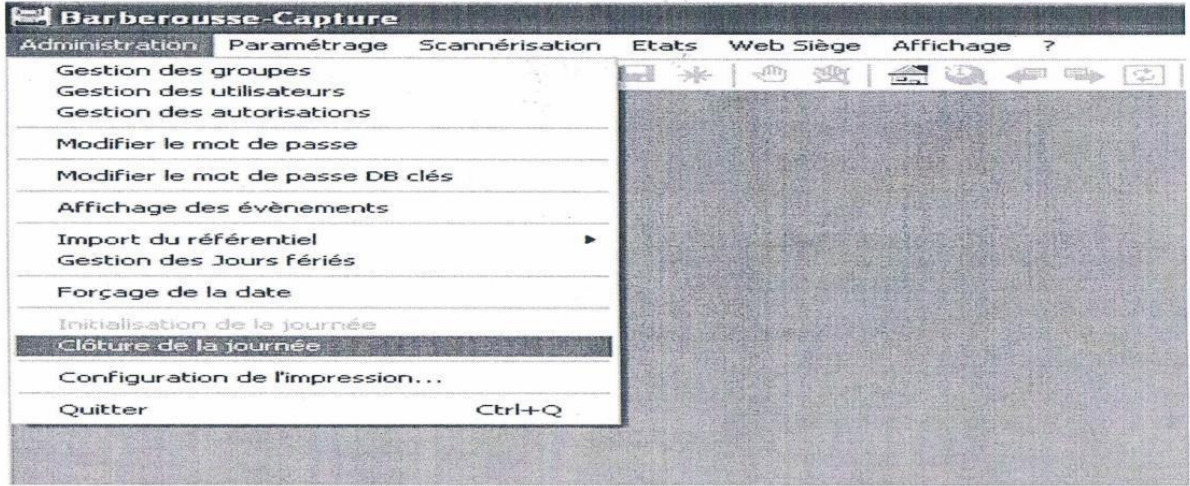 Barberousse-Capture
Administration Paramétrage Scannérisation Etats Web Siège Affichage ?
Gestion des groupes
Gestion des utilisateurs
Gestion des autorisations
Modifier le mot de passe
Modifier le mot de passe DB clés
Affichage des évènements
Import du référentiel
Gestion des Jours fériés
Forçage de la date
Initialisation de la journée
Clôture de la journée
Configuration de l'impression...
Quitter Ctrl+Q